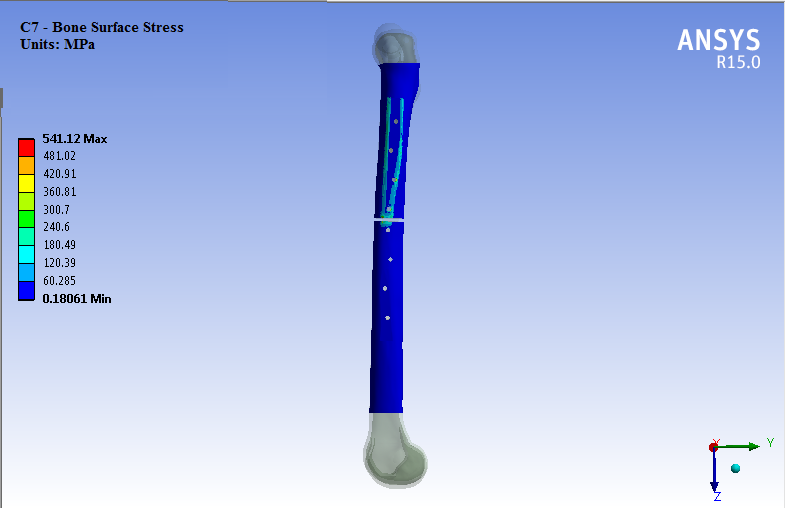 C7 - Bone Surface Stress
Units: MPa
ANSYS
R15.0
541.12 Max
481.02
420.91
360.81
300.7
240.6
180.49
120.39
60.285
0.18061 Min
X
Y
Z